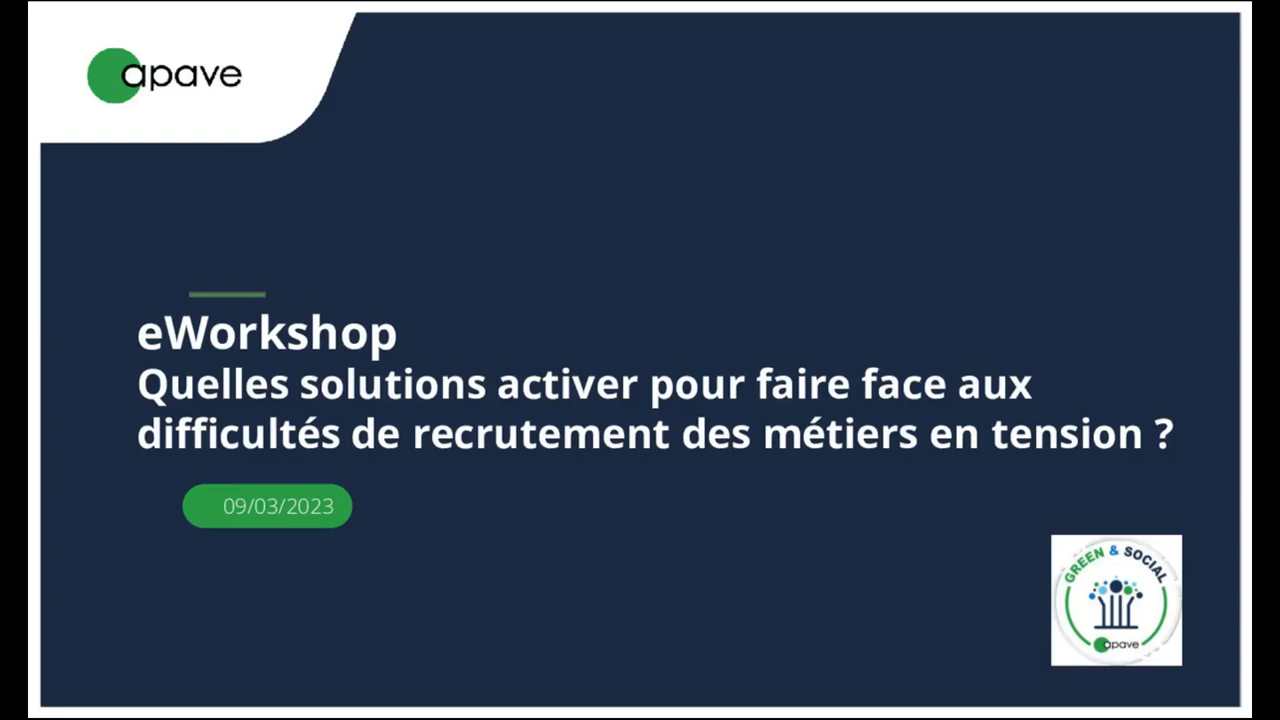 apave
eWorkshop
Quelles solutions activer pour faire face aux
difficultés de recrutement des métiers en tension ?
09/03/2023
GREEN & SOCIAL
apave